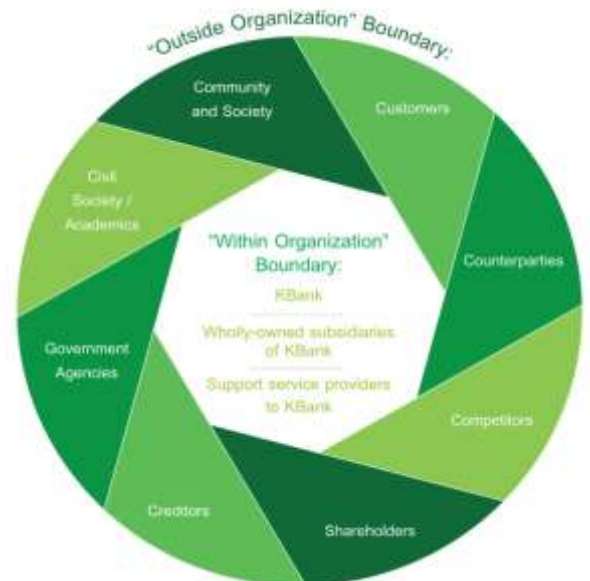 "Outside Organization" Boundary:
Community
and Society
Customers
Civil
Society /
Academics
Counterparties
"Within Organization"
Boundary:
KBank
Wholly-owned subsidiaries
of KBank
Support service providers
to KBank
Government
Agencies
Competitors
Creditors
Shareholders